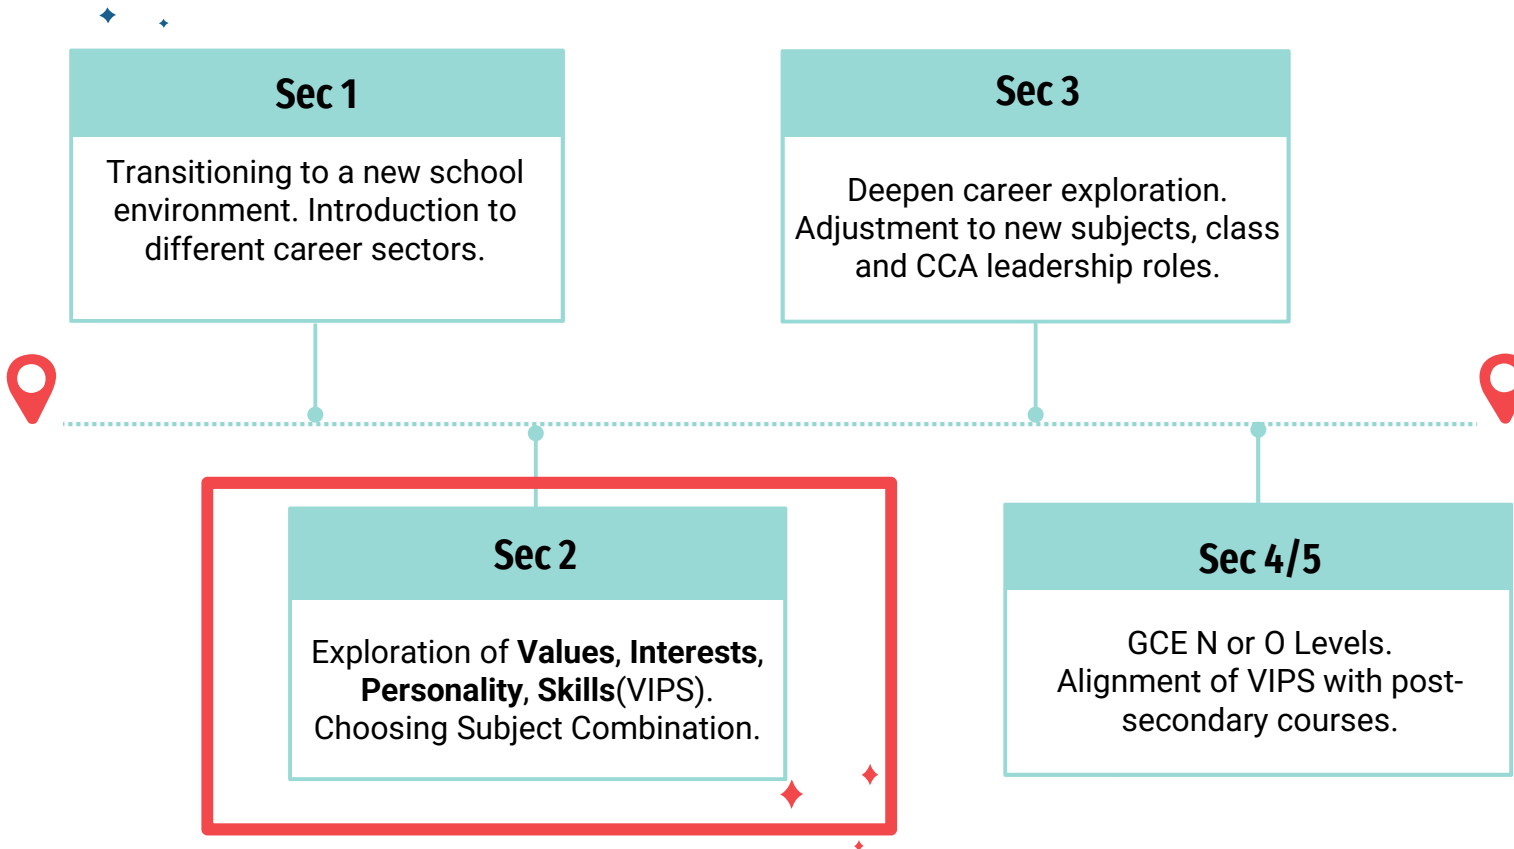 Sec 1
Transitioning to a new school
environment. Introduction to
different career sectors.
Sec 2
Exploration of Values, Interests,
Personality, Skills(VIPS).
Choosing Subject Combination.
Sec 3
Deepen career exploration.
Adjustment to new subjects, class
and CCA leadership roles.
Sec 4/5
GCE N or O Levels.
Alignment of VIPS with post-
secondary courses.